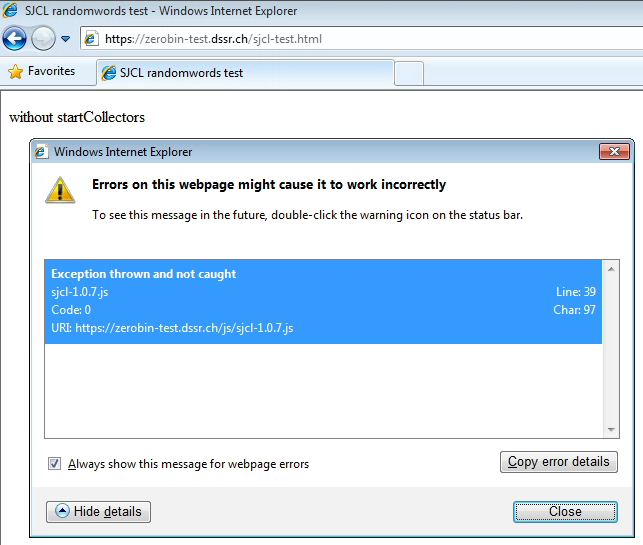 SJCL randomwords test - Windows Internet Explorer
https://zerobin-test.dssr.ch/sjcl-test.html
Favorites
SJCL randomwords test
without startCollectors
Windows Internet Explorer
Errors on this webpage might cause it to work incorrectly
To see this message in the future, double-click the warning icon on the status bar.
Exception thrown and not caught
sjcl-1.0.7.js Line: 39
Code: 0 Char: 97
URI: https://zerobin-test.dssr.ch/js/sjcl-1.0.7.js
Always show this message for webpage errors
Copy error details
Hide details
Close